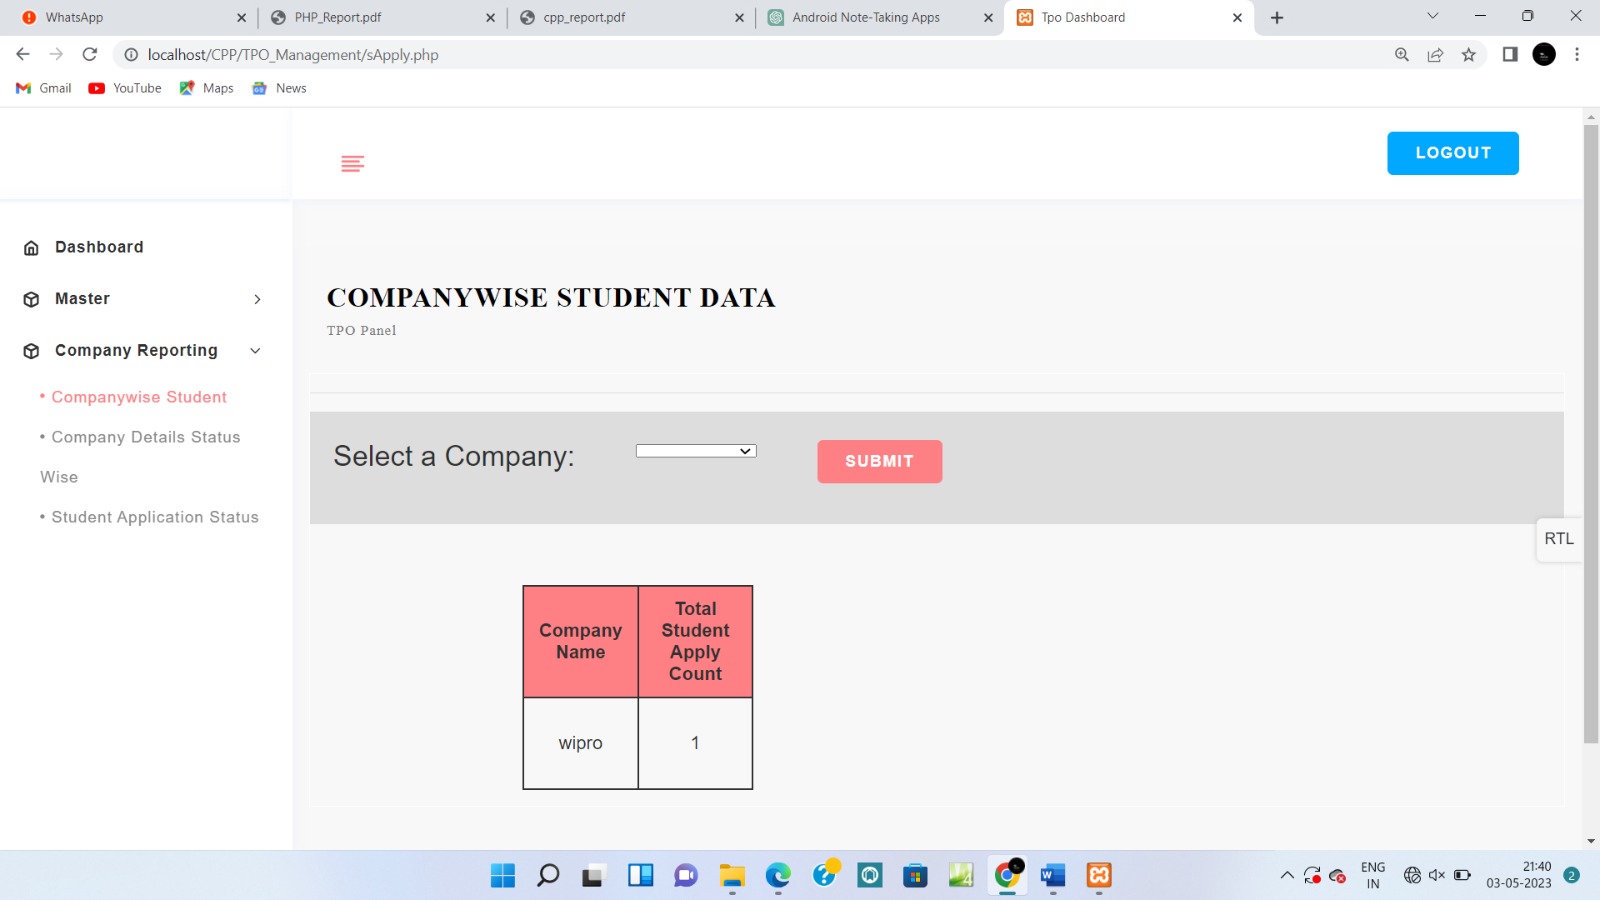 WhatsApp
PHP_Report.pdf
cpp_report.pdf
Android Note-Taking Apps
Tpo Dashboard
localhost/CPP/TPO_Management/sApply.php
Gmail
YouTube
Maps
News
LOGOUT
Dashboard
Master
Company Reporting
• Companywise Student
• Company Details Status
Wise
• Student Application Status
COMPANYWISE STUDENT DATA
TPO Panel
Select a Company:
SUBMIT
RTL
Company
Name
Total
Student
Apply
Count
wipro
1
ENG
IN
21:40
03-05-2023
2